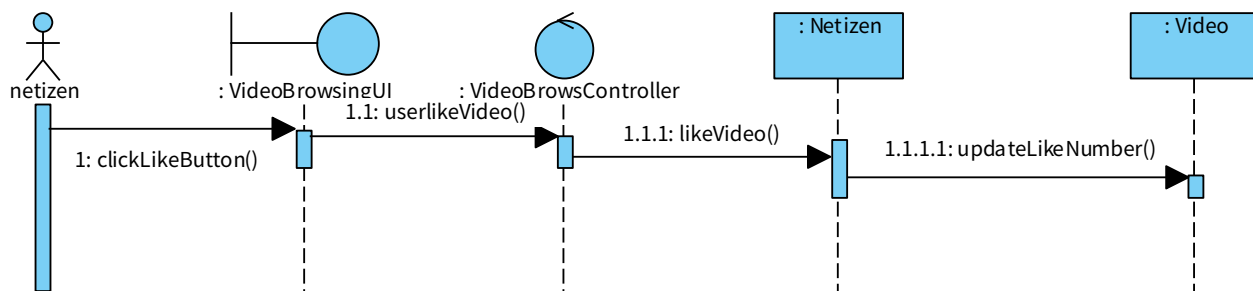 : Netizen
: Video
netizen
: VideoBrowsingUI
: VideoBrowsController
1.1: userlikeVideo()
1.1.1: likeVideo()
1.1.1.1: updateLikeNumber()
1: clickLikeButton()